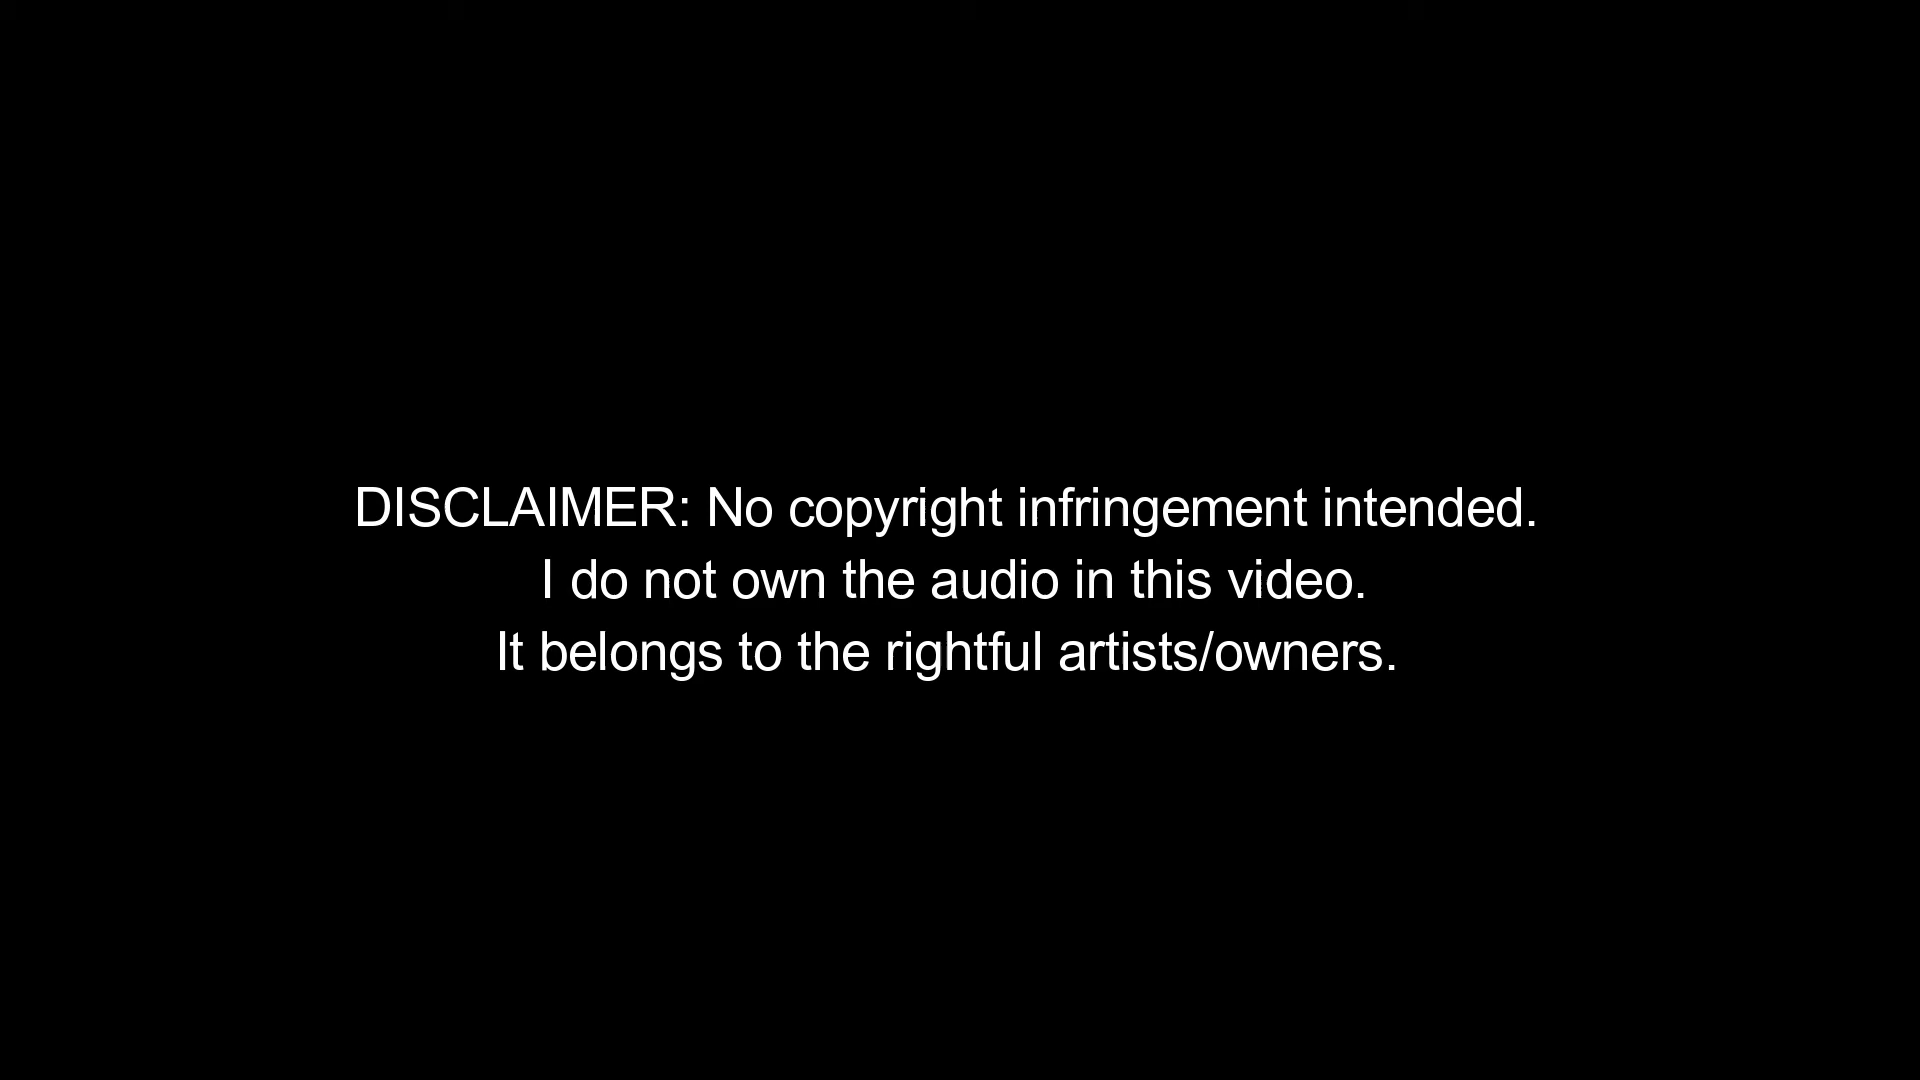 DISCLAIMER: No copyright infringement intended.
I do not own the audio in this video.
It belongs to the rightful artists/owners.